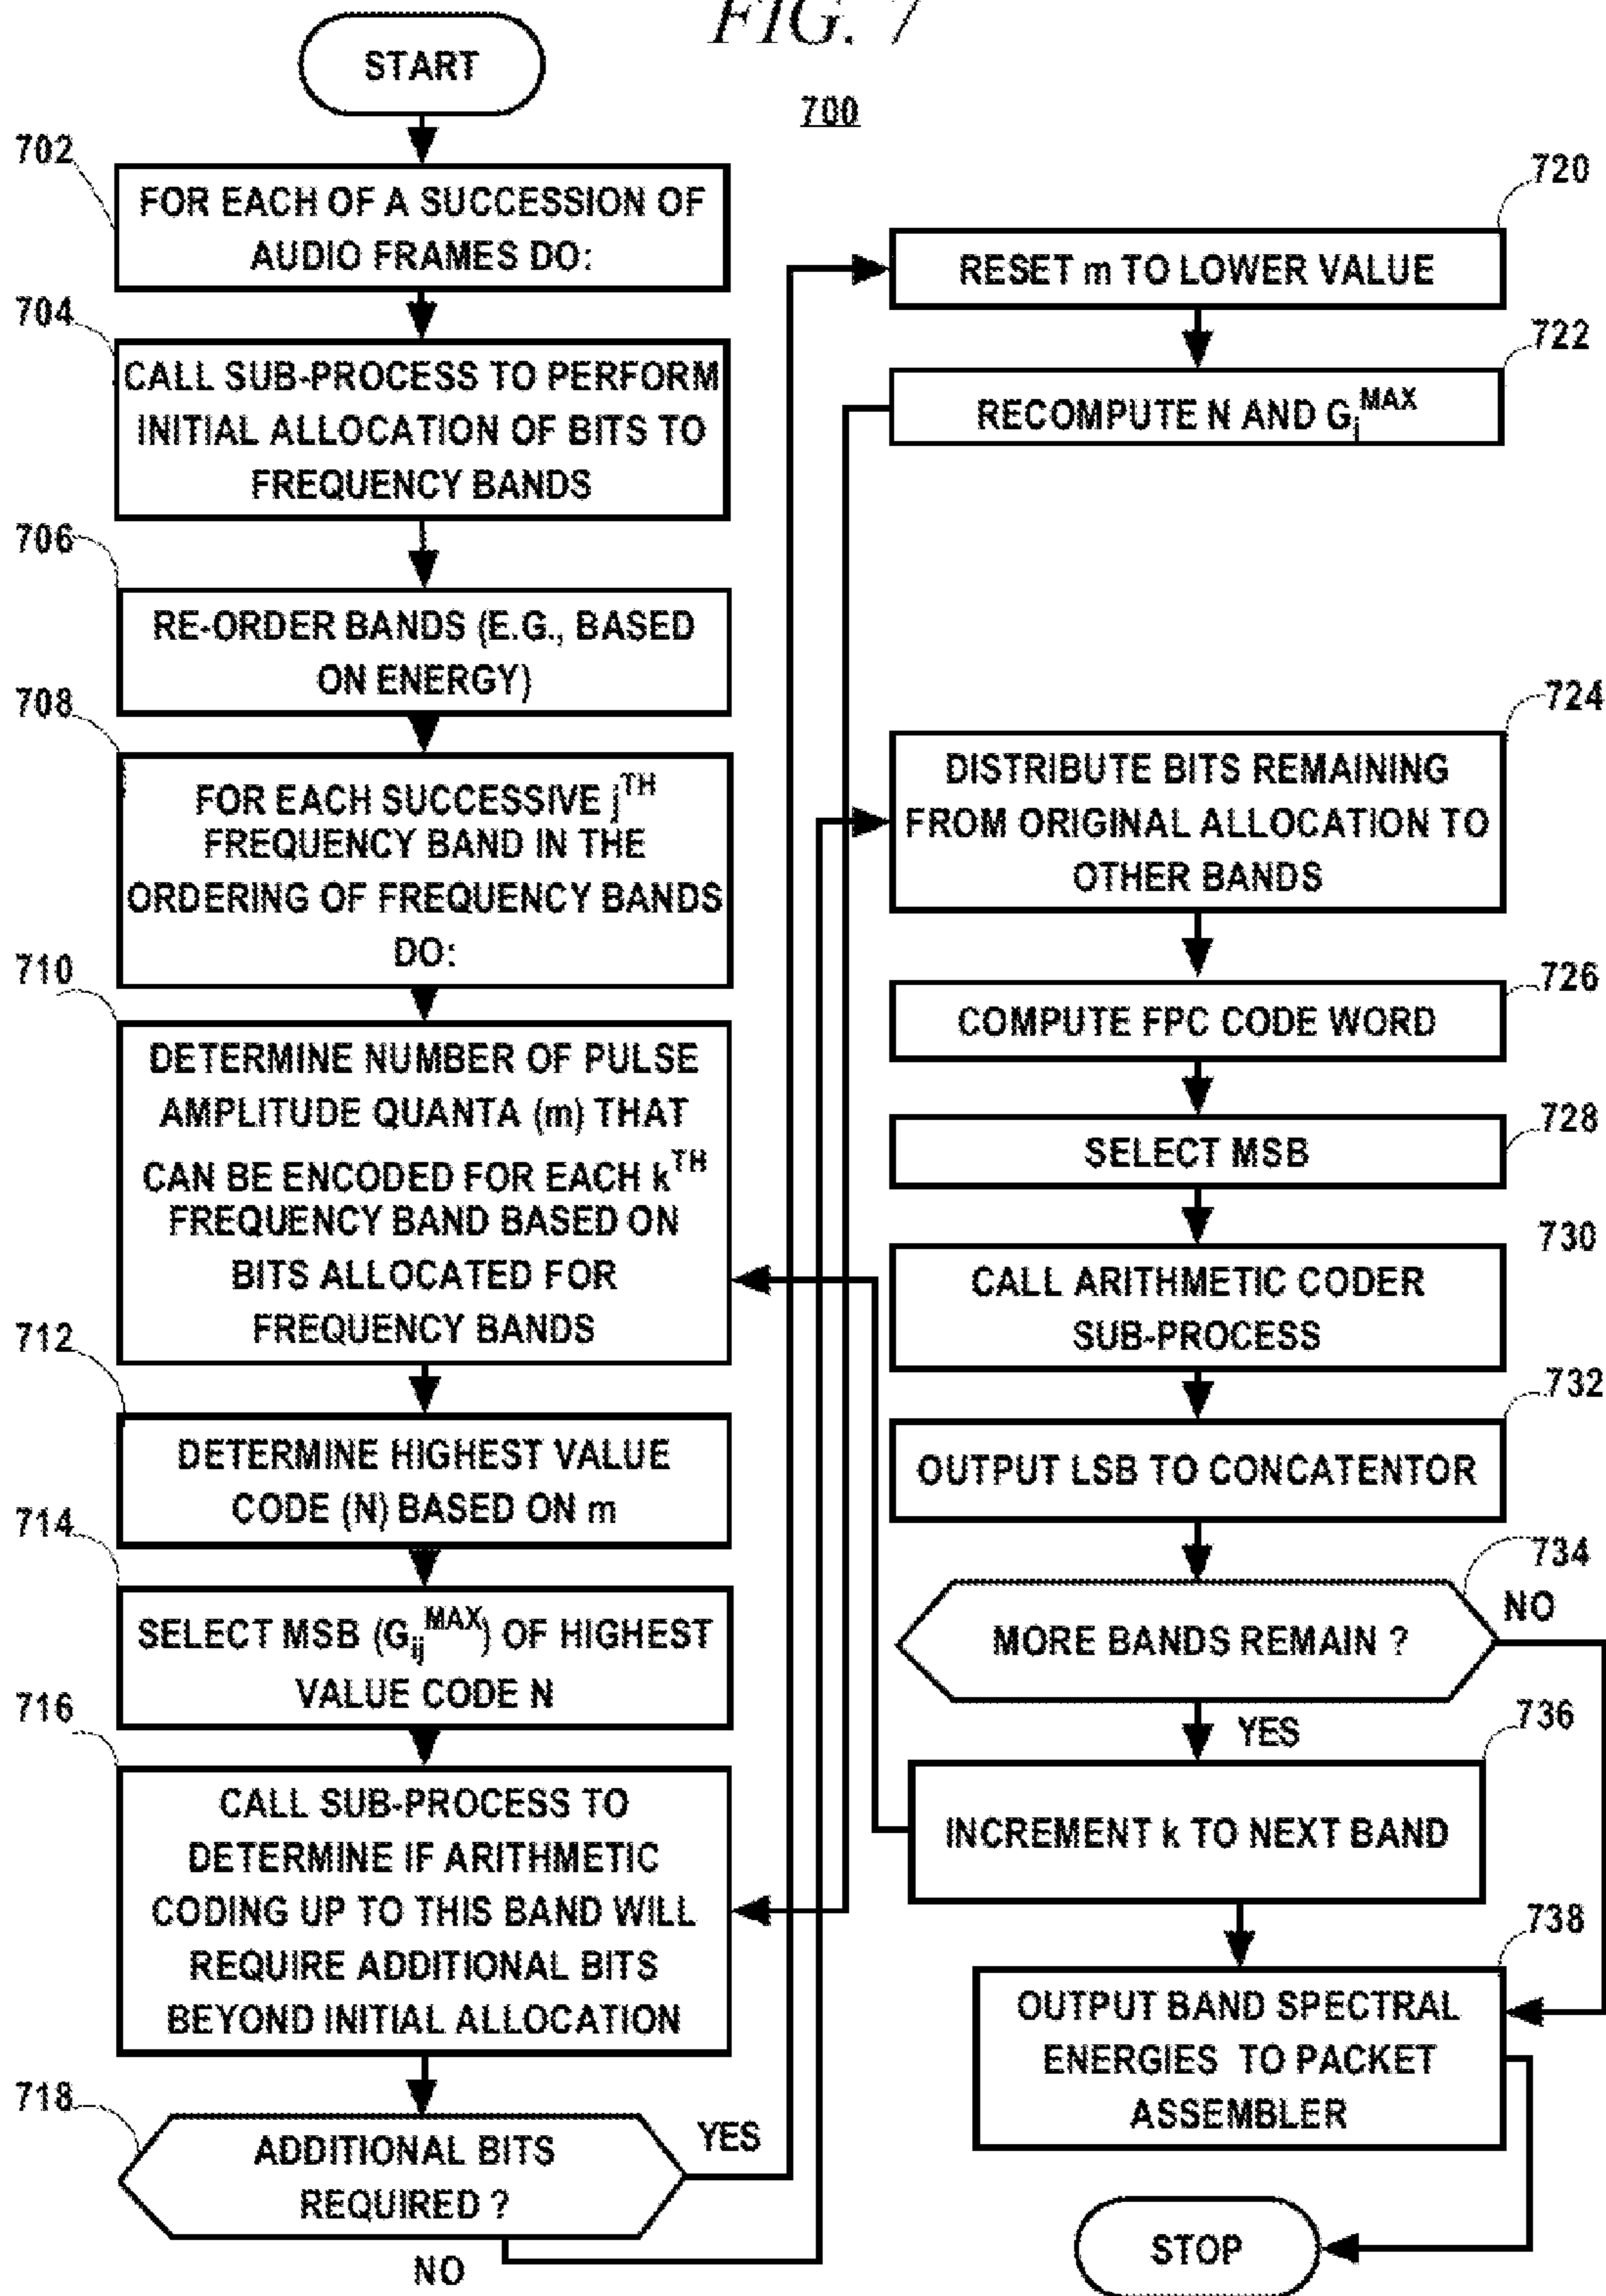 FIG. 7
700
START
702
FOR EACH OF A SUCCESSION OF
AUDIO FRAMES DO:
704
CALL SUB-PROCESS TO PERFORM
INITIAL ALLOCATION OF BITS TO
FREQUENCY BANDS
706
RE-ORDER BANDS (E.G., BASED
ON ENERGY)
708
FOR EACH SUCCESSIVE j^TH
FREQUENCY BAND IN THE
ORDERING OF FREQUENCY BANDS
DO:
710
DETERMINE NUMBER OF PULSE
AMPLITUDE QUANTA (m) THAT
CAN BE ENCODED FOR EACH k^TH
FREQUENCY BAND BASED ON
BITS ALLOCATED FOR
FREQUENCY BANDS
712
DETERMINE HIGHEST VALUE
CODE (N) BASED ON m
714
SELECT MSB (G_ij^MAX) OF HIGHEST
VALUE CODE N
716
CALL SUB-PROCESS TO
DETERMINE IF ARITHMETIC
CODING UP TO THIS BAND WILL
REQUIRE ADDITIONAL BITS
BEYOND INITIAL ALLOCATION
718
ADDITIONAL BITS
REQUIRED ?
YES
NO
720
RESET m TO LOWER VALUE
722
RECOMPUTE N AND G_j^MAX
724
DISTRIBUTE BITS REMAINING
FROM ORIGINAL ALLOCATION TO
OTHER BANDS
726
COMPUTE FPC CODE WORD
728
SELECT MSB
730
CALL ARITHMETIC CODER
SUB-PROCESS
732
OUTPUT LSB TO CONCATENTOR
734
MORE BANDS REMAIN ?
NO
YES
736
INCREMENT k TO NEXT BAND
738
OUTPUT BAND SPECTRAL
ENERGIES TO PACKET
ASSEMBLER
STOP